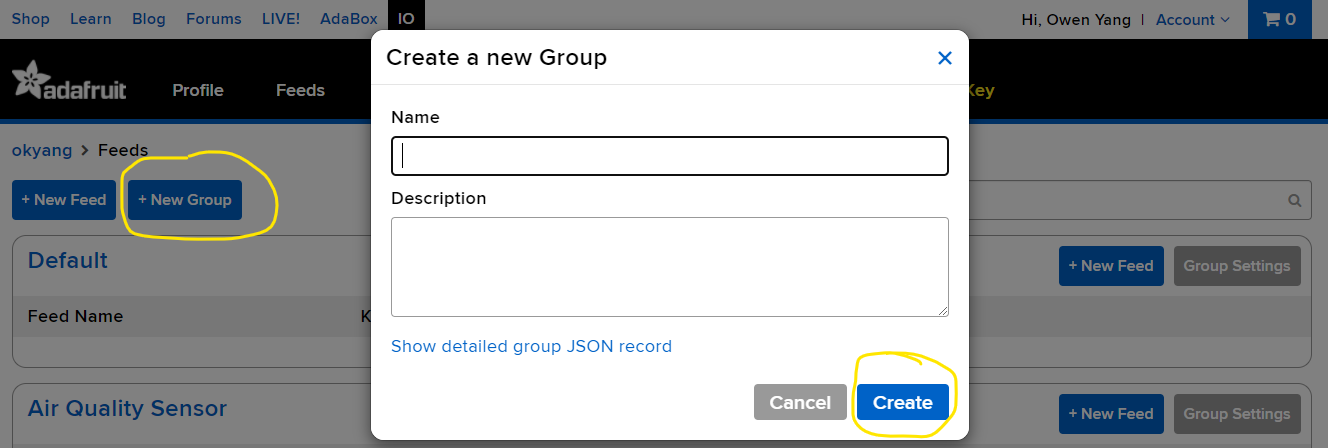 Shop Learn Blog Forums LIVE! AdaBox IO Hi, Owen Yang | Account 0
Create a new Group
adafruit Profile Feeds Key
Name
okyang > Feeds
+ New Feed + New Group
Description
Default + New Feed Group Settings
Feed Name K
Show detailed group JSON record
Cancel Create
Air Quality Sensor + New Feed Group Settings